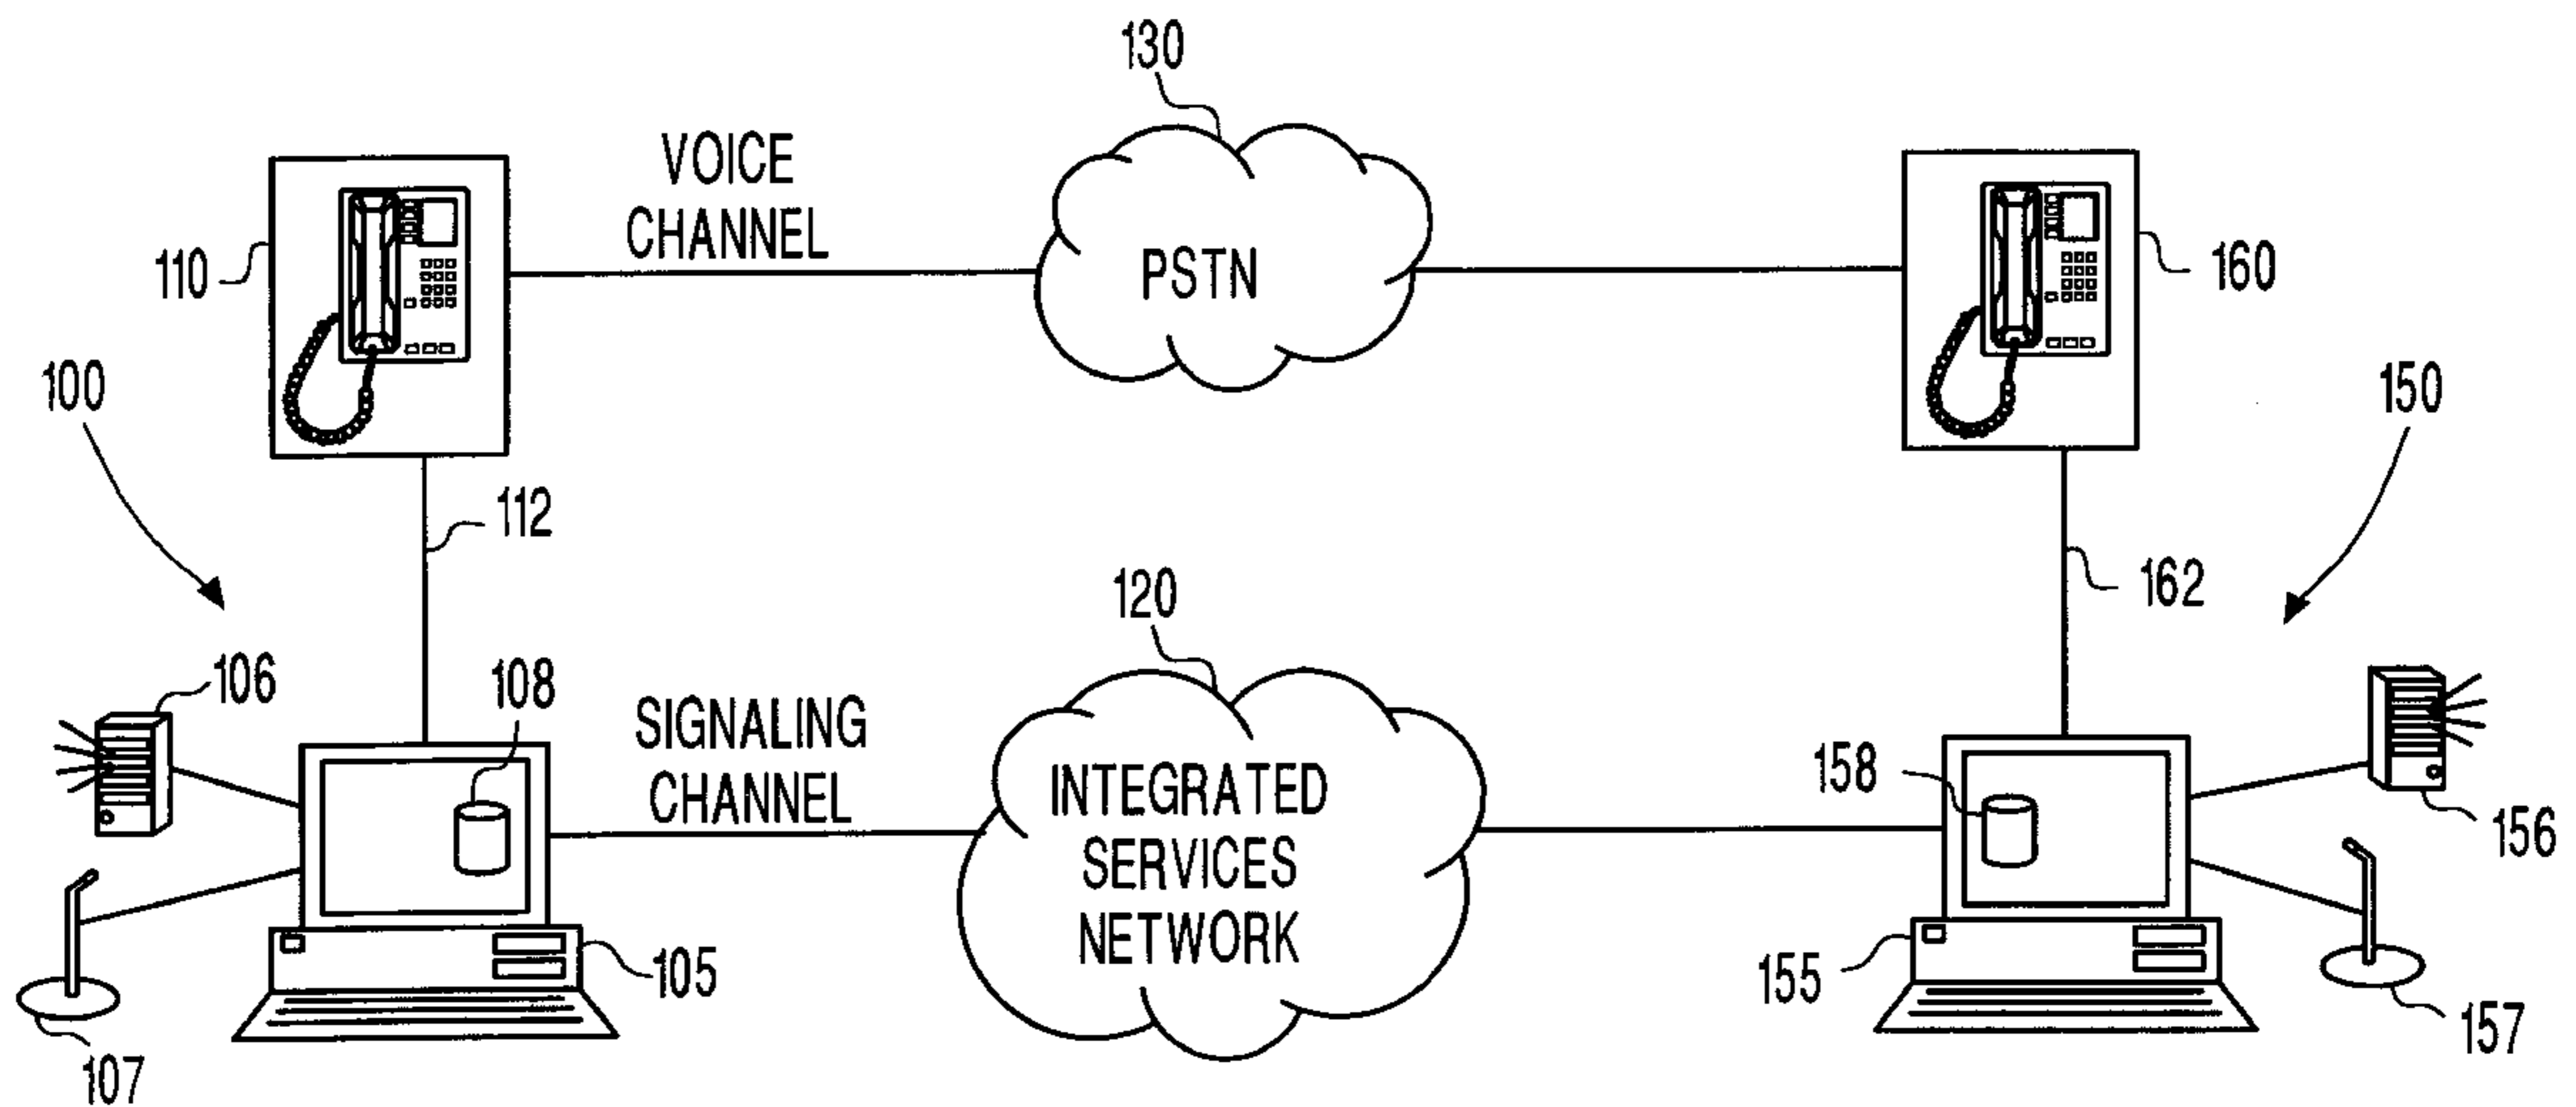 130
VOICE
CHANNEL
PSTN
110
160
100
150
112
162
120
106
108
SIGNALING
CHANNEL
INTEGRATED
SERVICES
NETWORK
158
156
105
155
107
157